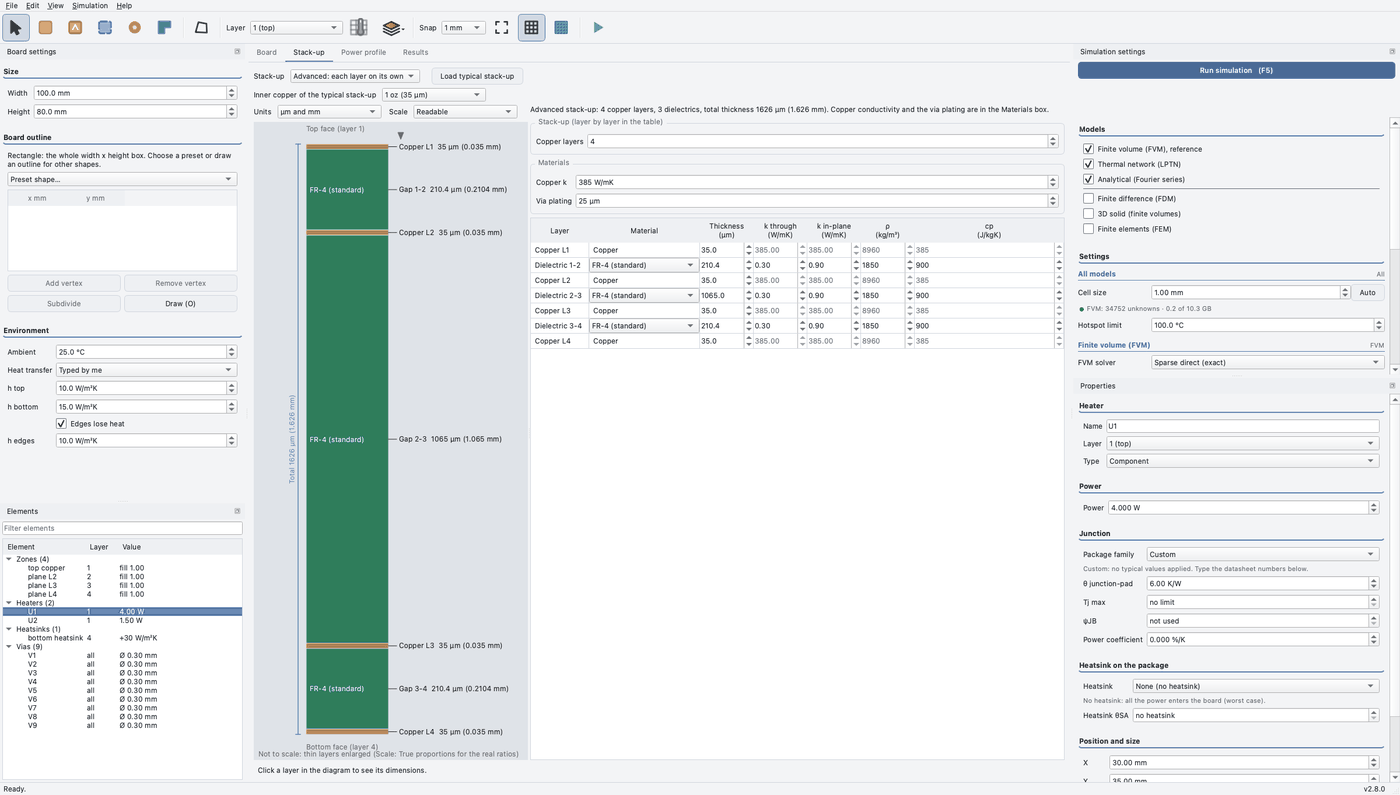 File Edit View Simulation Help
Layer 1 (top) Snap 1 mm
Board settings
Size
Width 100.0 mm
Height 80.0 mm
Board outline
Rectangle: the whole width x height box. Choose a preset or draw
an outline for other shapes.
Preset shape...
x mm y mm
Add vertex Remove vertex
Subdivide Draw (O)
Environment
Ambient 25.0 °C
Heat transfer Typed by me
h top 10.0 W/m²K
h bottom 15.0 W/m²K
Edges lose heat
h edges 10.0 W/m²K
Elements
Filter elements
Element Layer Value
Zones (4)
top copper 1 fill 1.00
plane L2 2 fill 1.00
plane L3 3 fill 1.00
plane L4 4 fill 1.00
Heaters (2)
U1 1 4.00 W
U2 1 1.50 W
Heatsinks (1)
bottom heatsink 4 +30 W/m²K
Vias (9)
V1 all Ø 0.30 mm
V2 all Ø 0.30 mm
V3 all Ø 0.30 mm
V4 all Ø 0.30 mm
V5 all Ø 0.30 mm
V6 all Ø 0.30 mm
V7 all Ø 0.30 mm
V8 all Ø 0.30 mm
V9 all Ø 0.30 mm
Board Stack-up Power profile Results
Stack-up Advanced: each layer on its own Load typical stack-up
Inner copper of the typical stack-up 1 oz (35 µm)
Units µm and mm Scale Readable
Top face (layer 1)
Copper L1 35 µm (0.035 mm)
FR-4 (standard) Gap 1-2 210.4 µm (0.2104 mm)
Copper L2 35 µm (0.035 mm)
Total 1626 µm (1.626 mm)
FR-4 (standard) Gap 2-3 1065 µm (1.065 mm)
Copper L3 35 µm (0.035 mm)
FR-4 (standard) Gap 3-4 210.4 µm (0.2104 mm)
Copper L4 35 µm (0.035 mm)
Bottom face (layer 4)
Not to scale: thin layers enlarged (Scale: True proportions for the real ratios)
Click a layer in the diagram to see its dimensions.
Advanced stack-up: 4 copper layers, 3 dielectrics, total thickness 1626 µm (1.626 mm). Copper conductivity and the via plating are in the Materials box.
Stack-up (layer by layer in the table)
Copper layers 4
Materials
Copper k 385 W/mK
Via plating 25 µm
Layer Material Thickness (µm) k through (W/mK) k in-plane (W/mK) ρ (kg/m³) cp (J/kgK)
Copper L1 Copper 35.0 385.00 385.00 8960 385
Dielectric 1-2 FR-4 (standard) 210.4 0.30 0.90 1850 900
Copper L2 Copper 35.0 385.00 385.00 8960 385
Dielectric 2-3 FR-4 (standard) 1065.0 0.30 0.90 1850 900
Copper L3 Copper 35.0 385.00 385.00 8960 385
Dielectric 3-4 FR-4 (standard) 210.4 0.30 0.90 1850 900
Copper L4 Copper 35.0 385.00 385.00 8960 385
Simulation settings
Run simulation (F5)
Models
Finite volume (FVM), reference
Thermal network (LPTN)
Analytical (Fourier series)
Finite difference (FDM)
3D solid (finite volumes)
Finite elements (FEM)
Settings
All models All
Cell size 1.00 mm Auto
FVM: 34752 unknowns · 0.2 of 10.3 GB
Hotspot limit 100.0 °C
Finite volume (FVM) FVM
FVM solver Sparse direct (exact)
Properties
Heater
Name U1
Layer 1 (top)
Type Component
Power
Power 4.000 W
Junction
Package family Custom
Custom: no typical values applied. Type the datasheet numbers below.
θ junction-pad 6.00 K/W
Tj max no limit
ψJB not used
Power coefficient 0.000 %/K
Heatsink on the package
Heatsink None (no heatsink)
No heatsink: all the power enters the board (worst case).
Heatsink θSA no heatsink
Position and size
X 30.00 mm
Y 35.00 mm
Ready. v2.8.0